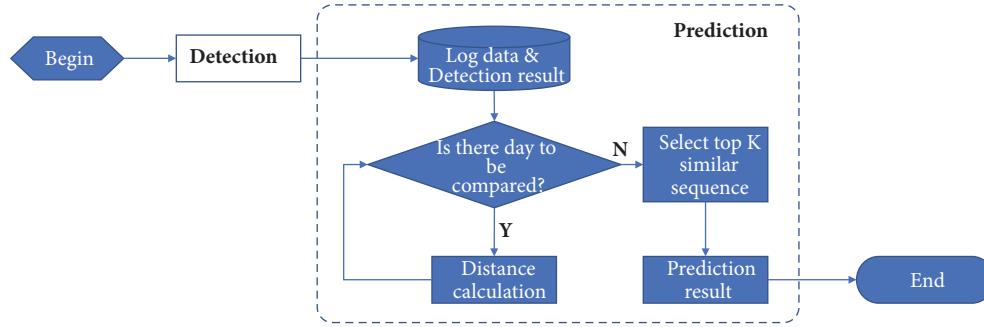 Begin
Detection
Prediction
Log data &
Detection result
Is there day to
be
compared?
N
Select top K
similar
sequence
Y
Distance
calculation
Prediction
result
End